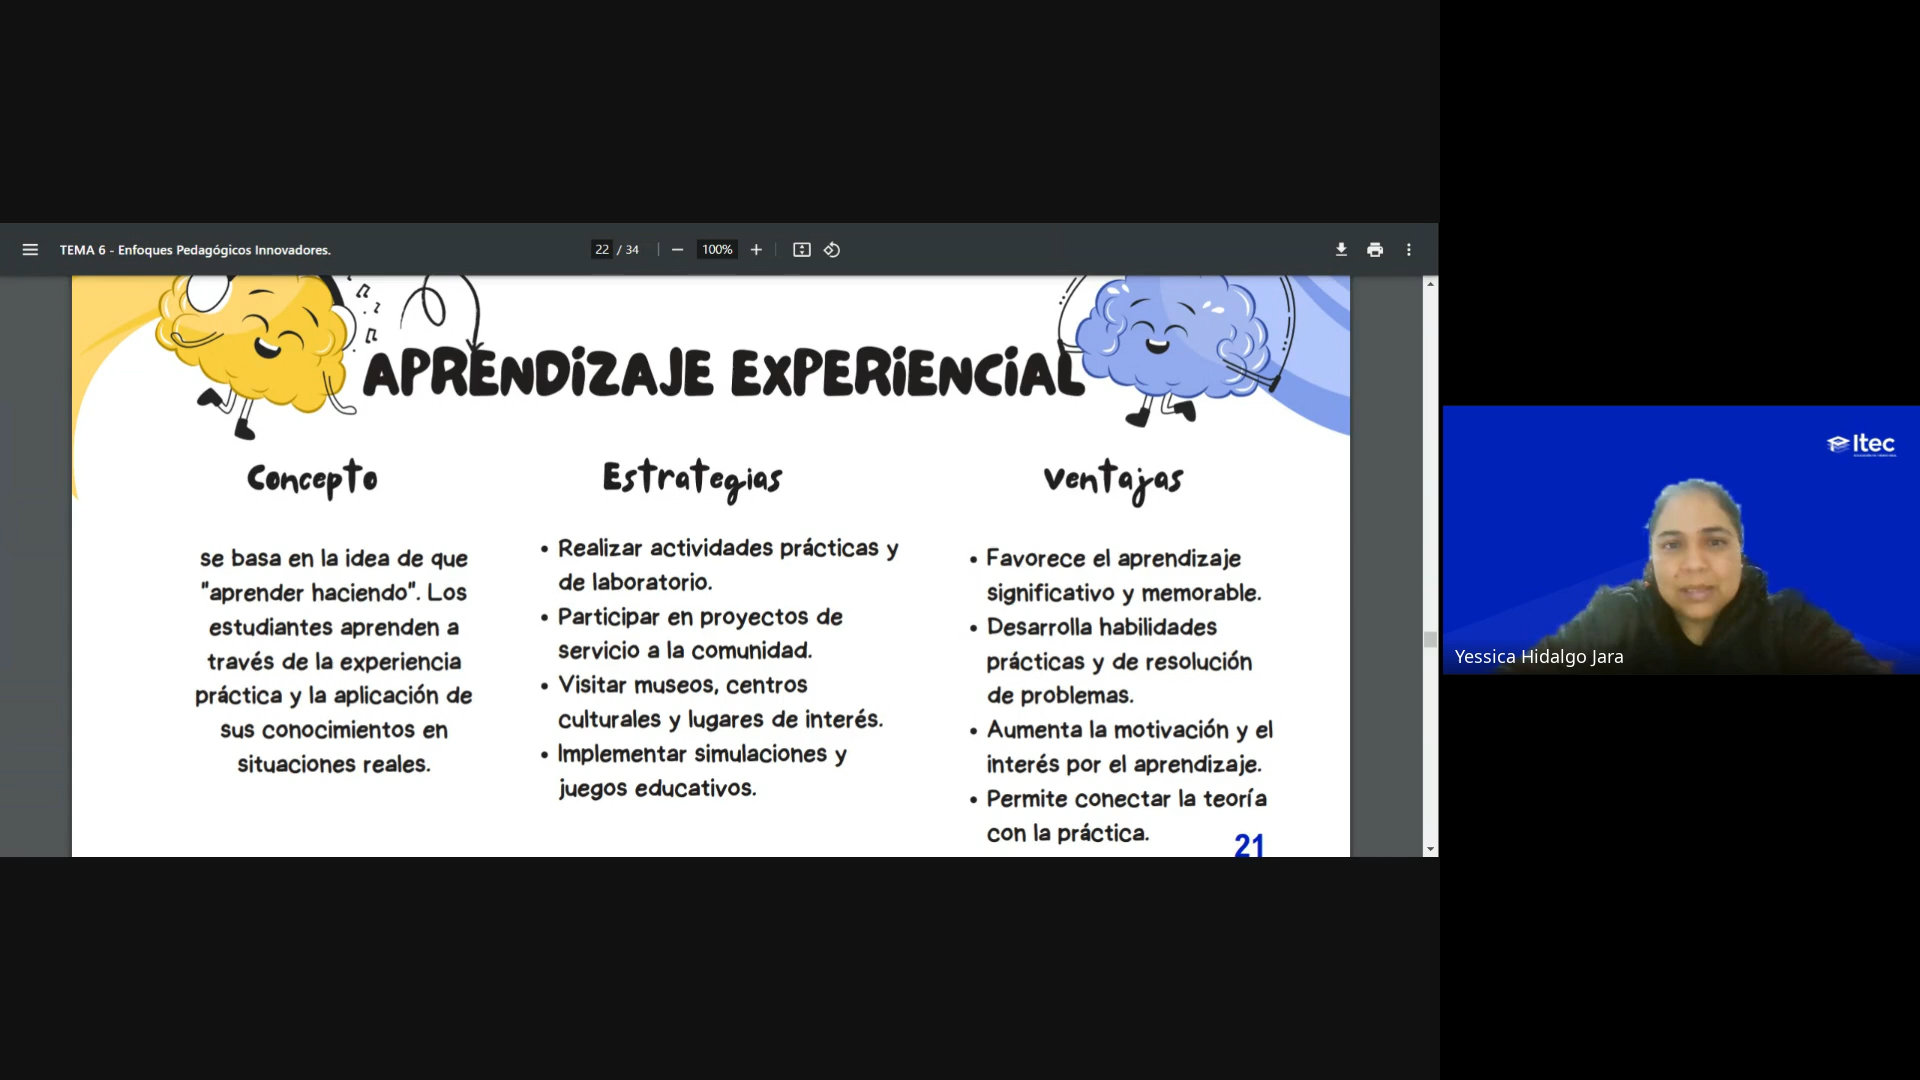 TEMA 6 - Enfoques Pedagógicos Innovadores.
22 / 34
100%
APRENDIZAJE EXPERIENCIAL
Concepto
se basa en la idea de que
"aprender haciendo". Los
estudiantes aprenden a
través de la experiencia
práctica y la aplicación de
sus conocimientos en
situaciones reales.
Estrategias
• Realizar actividades prácticas y
de laboratorio.
• Participar en proyectos de
servicio a la comunidad.
• Visitar museos, centros
culturales y lugares de interés.
• Implementar simulaciones y
juegos educativos.
Ventajas
• Favorece el aprendizaje
significativo y memorable.
• Desarrolla habilidades
prácticas y de resolución
de problemas.
• Aumenta la motivación y el
interés por el aprendizaje.
• Permite conectar la teoría
con la práctica.
21
Itec
Yessica Hidalgo Jara